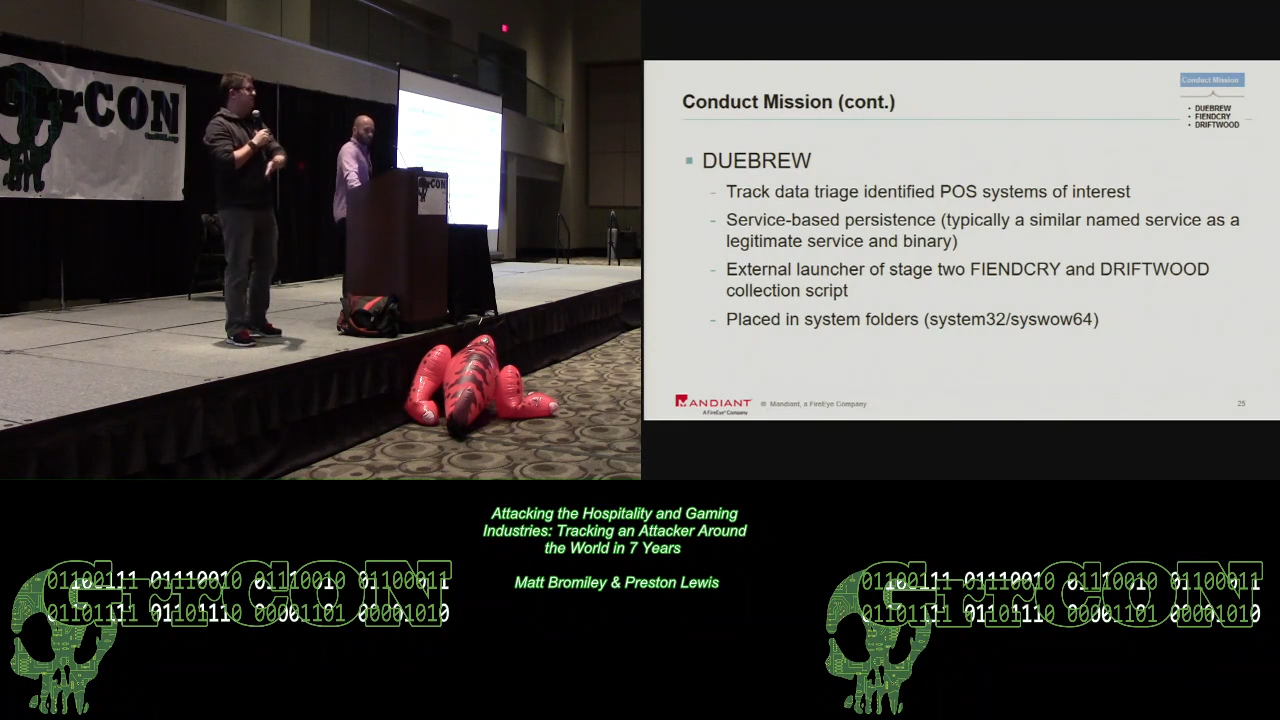 GrrCON
Conduct Mission (cont.)
Conduct Mission
• DUEBREW
• FIENDCRY
• DRIFTWOOD
DUEBREW
- Track data triage identified POS systems of interest
- Service-based persistence (typically a similar named service as a
legitimate service and binary)
- External launcher of stage two FIENDCRY and DRIFTWOOD
collection script
- Placed in system folders (system32/syswow64)
MANDIANT
A FireEye® Company
© Mandiant, a FireEye Company
25
Attacking the Hospitality and Gaming
Industries: Tracking an Attacker Around
the World in 7 Years
Matt Bromiley & Preston Lewis
GrrCON
01100111 01110010 01110010 01100011
01101111 01101110 00001101 00001010
GrrCON
01100111 01110010 01110010 01100011
01101111 01101110 00001101 00001010